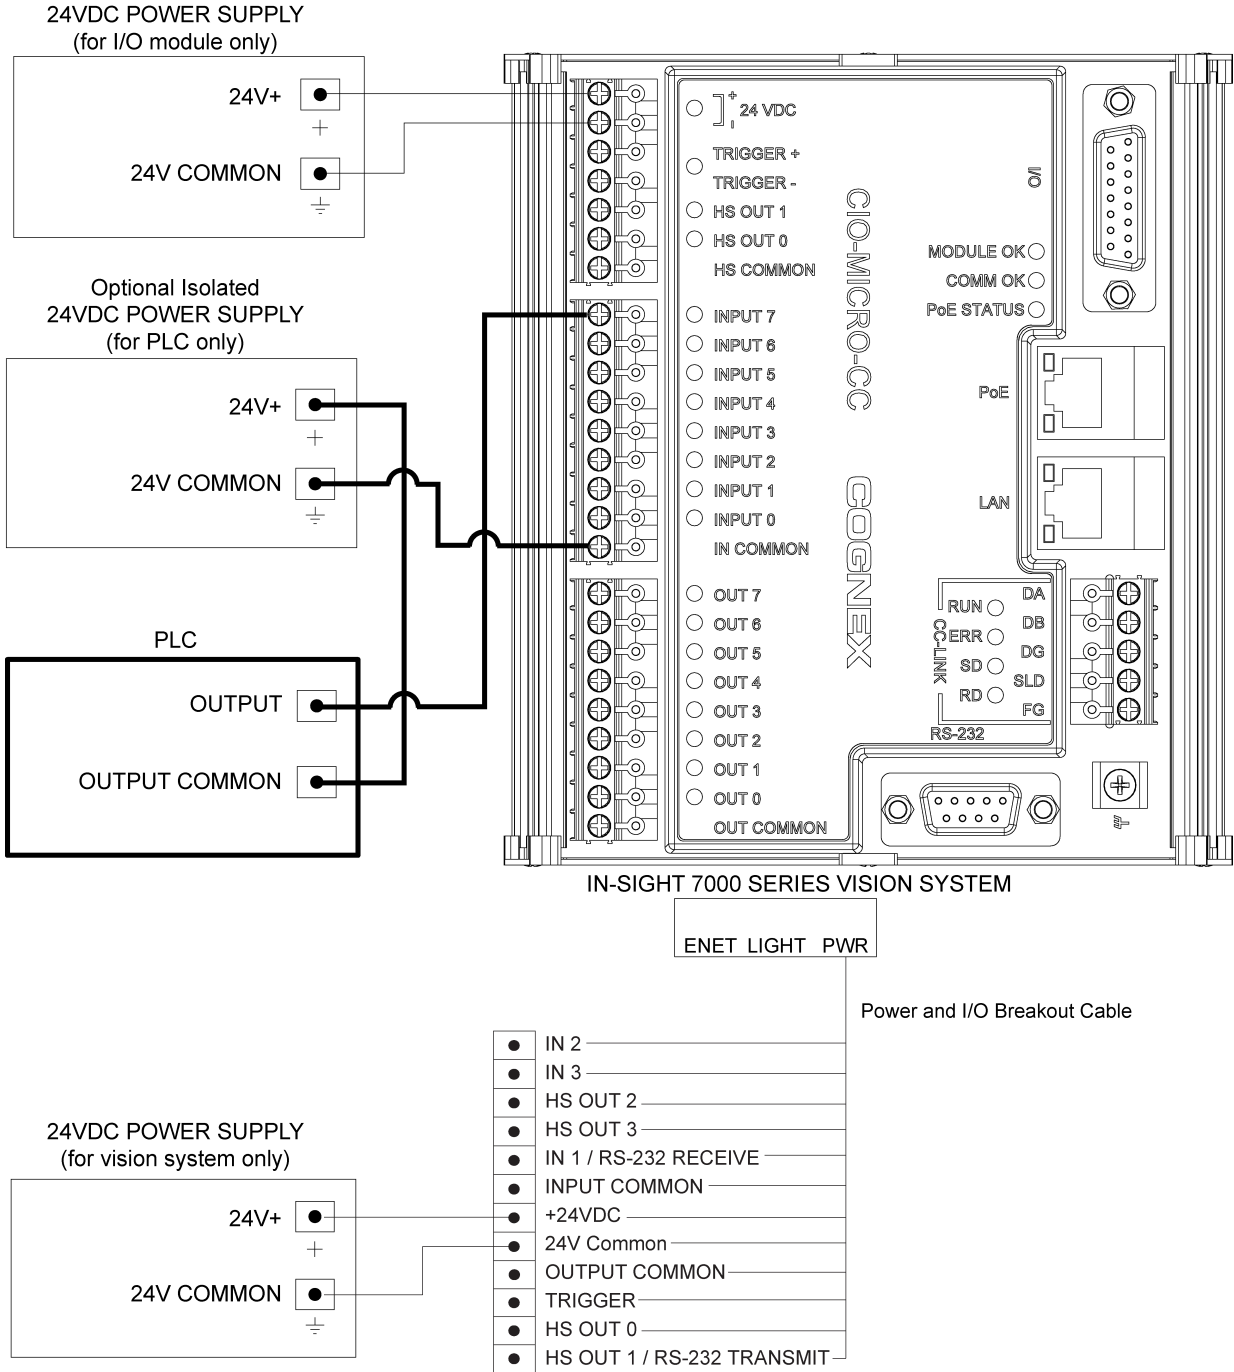 24VDC POWER SUPPLY
(for I/O module only)
24V+
24V COMMON
Optional Isolated
24VDC POWER SUPPLY
(for PLC only)
24V+
24V COMMON
PLC
OUTPUT
OUTPUT COMMON
+
-
24 VDC
TRIGGER +
TRIGGER -
HS OUT 1
HS OUT 0
HS COMMON
INPUT 7
INPUT 6
INPUT 5
INPUT 4
INPUT 3
INPUT 2
INPUT 1
INPUT 0
IN COMMON
OUT 7
OUT 6
OUT 5
OUT 4
OUT 3
OUT 2
OUT 1
OUT 0
OUT COMMON
CIO-MICRO-CC
COGNEX
I/O
MODULE OK
COMM OK
PoE STATUS
PoE
LAN
RUN
ERR
SD
RD
CC-LINK
DA
DB
DG
SLD
FG
RS-232
IN-SIGHT 7000 SERIES VISION SYSTEM
ENET LIGHT PWR
Power and I/O Breakout Cable
IN 2
IN 3
HS OUT 2
HS OUT 3
IN 1 / RS-232 RECEIVE
INPUT COMMON
+24VDC
24V Common
OUTPUT COMMON
TRIGGER
HS OUT 0
HS OUT 1 / RS-232 TRANSMIT
24VDC POWER SUPPLY
(for vision system only)
24V+
24V COMMON